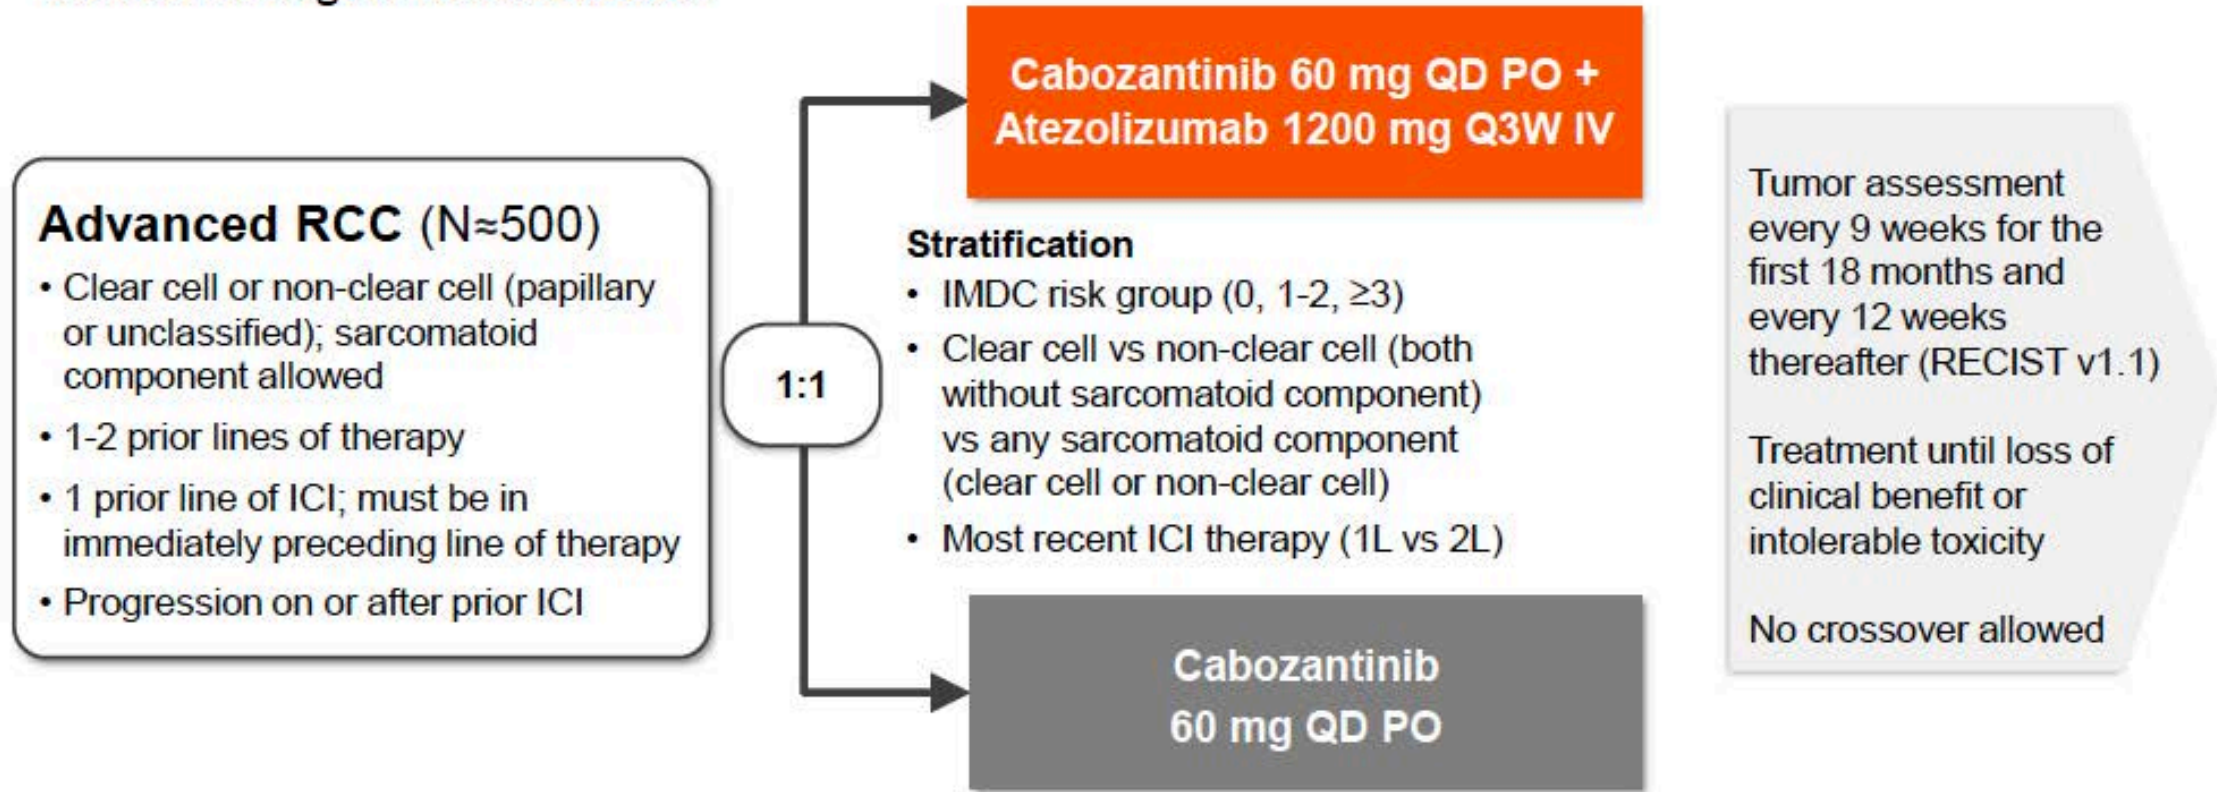 Advanced RCC (N≈500)
• Clear cell or non-clear cell (papillary
or unclassified); sarcomatoid
component allowed
• 1-2 prior lines of therapy
• 1 prior line of ICI; must be in
immediately preceding line of therapy
• Progression on or after prior ICI
1:1
Cabozantinib 60 mg QD PO +
Atezolizumab 1200 mg Q3W IV
Stratification
• IMDC risk group (0, 1-2, ≥3)
• Clear cell vs non-clear cell (both
without sarcomatoid component)
vs any sarcomatoid component
(clear cell or non-clear cell)
• Most recent ICI therapy (1L vs 2L)
Cabozantinib
60 mg QD PO
Tumor assessment
every 9 weeks for the
first 18 months and
every 12 weeks
thereafter (RECIST v1.1)
Treatment until loss of
clinical benefit or
intolerable toxicity
No crossover allowed